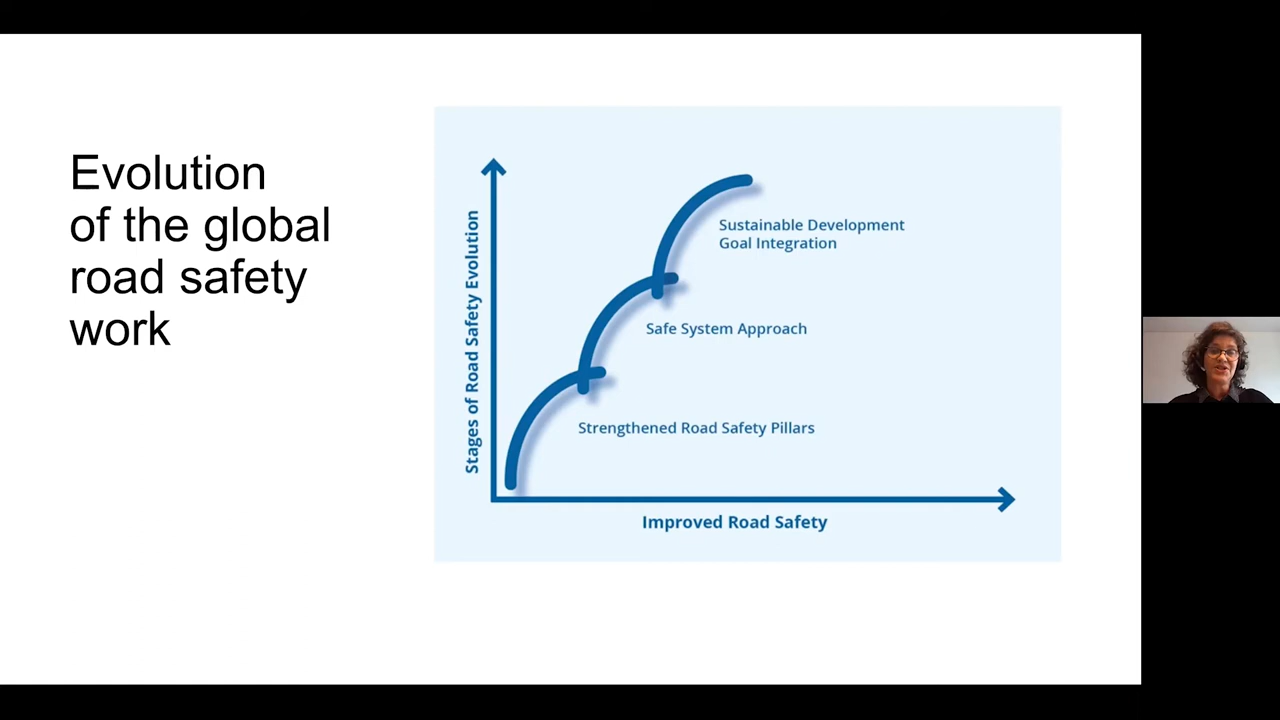 Evolution
of the global
road safety
work
Stages of Road Safety Evolution
Sustainable Development
Goal Integration
Safe System Approach
Strengthened Road Safety Pillars
Improved Road Safety